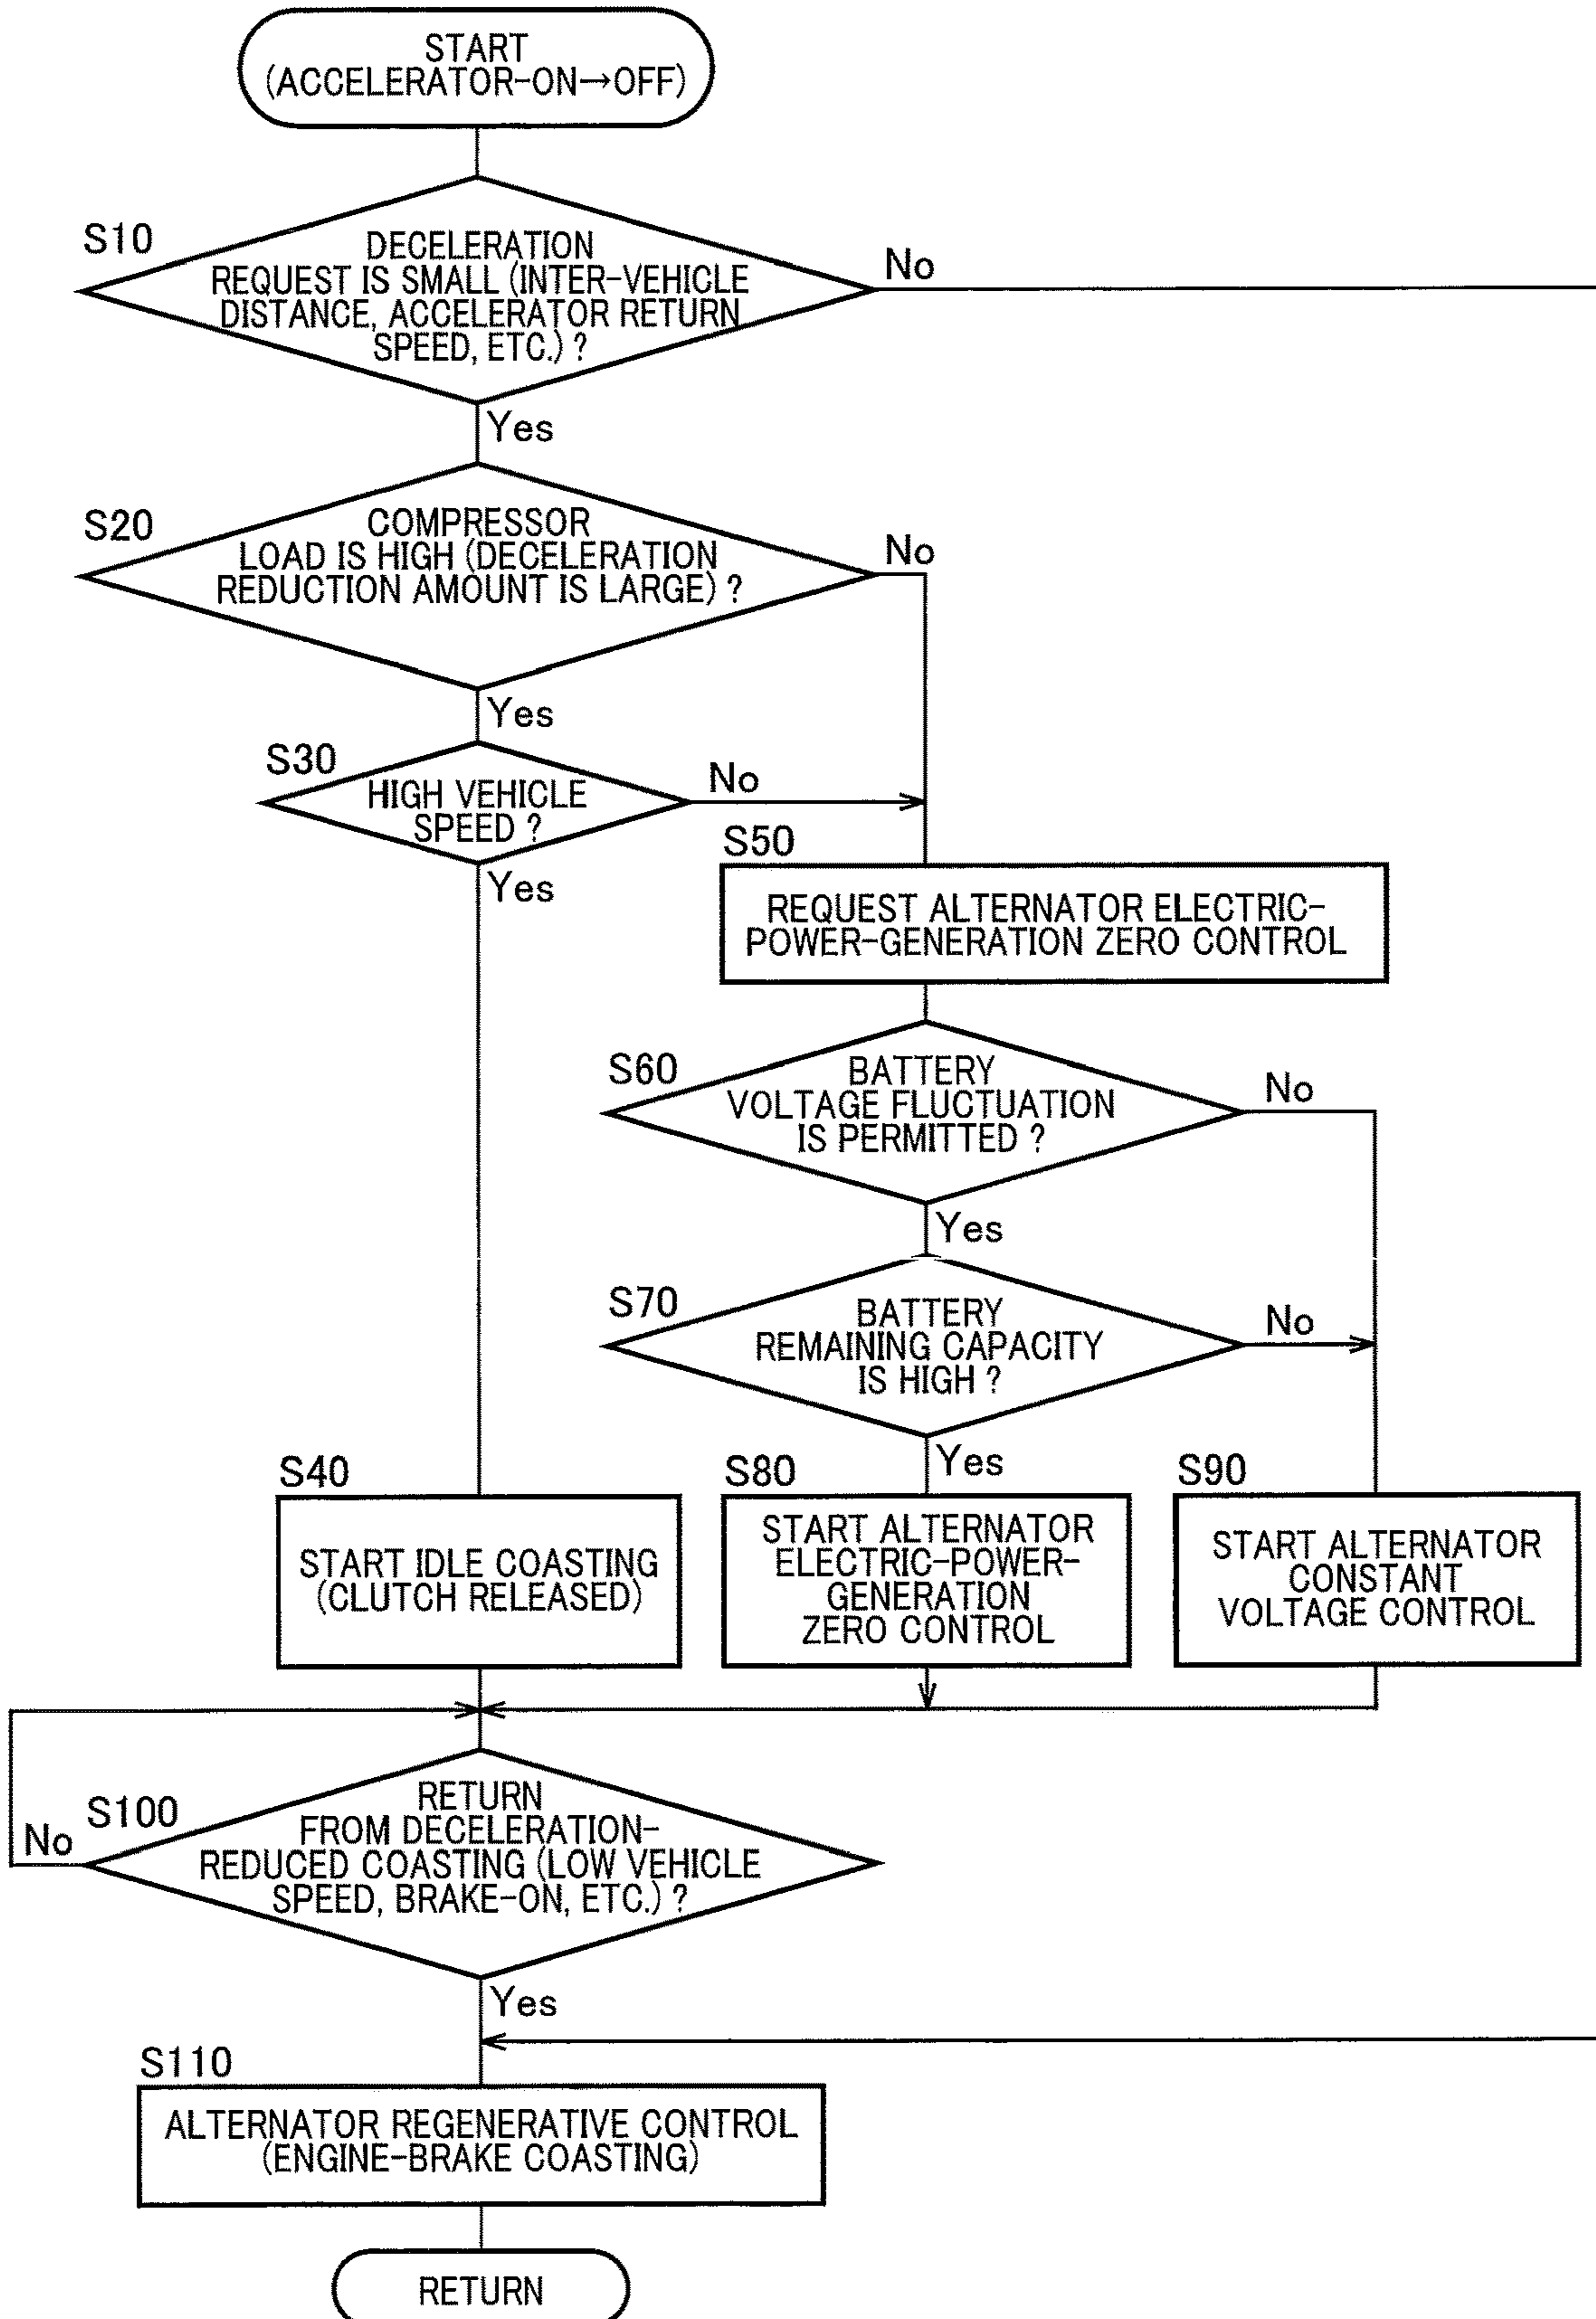 START
(ACCELERATOR-ON→OFF)
S10
DECELERATION
REQUEST IS SMALL (INTER-VEHICLE
DISTANCE, ACCELERATOR RETURN
SPEED, ETC.) ?
No
Yes
S20
COMPRESSOR
LOAD IS HIGH (DECELERATION
REDUCTION AMOUNT IS LARGE) ?
No
Yes
S30
HIGH VEHICLE
SPEED ?
No
Yes
S50
REQUEST ALTERNATOR ELECTRIC-
POWER-GENERATION ZERO CONTROL
S60
BATTERY
VOLTAGE FLUCTUATION
IS PERMITTED ?
No
Yes
S70
BATTERY
REMAINING CAPACITY
IS HIGH ?
No
Yes
S40
START IDLE COASTING
(CLUTCH RELEASED)
S80
START ALTERNATOR
ELECTRIC-POWER-
GENERATION
ZERO CONTROL
S90
START ALTERNATOR
CONSTANT
VOLTAGE CONTROL
S100
RETURN
FROM DECELERATION-
REDUCED COASTING (LOW VEHICLE
SPEED, BRAKE-ON, ETC.) ?
No
Yes
S110
ALTERNATOR REGENERATIVE CONTROL
(ENGINE-BRAKE COASTING)
RETURN